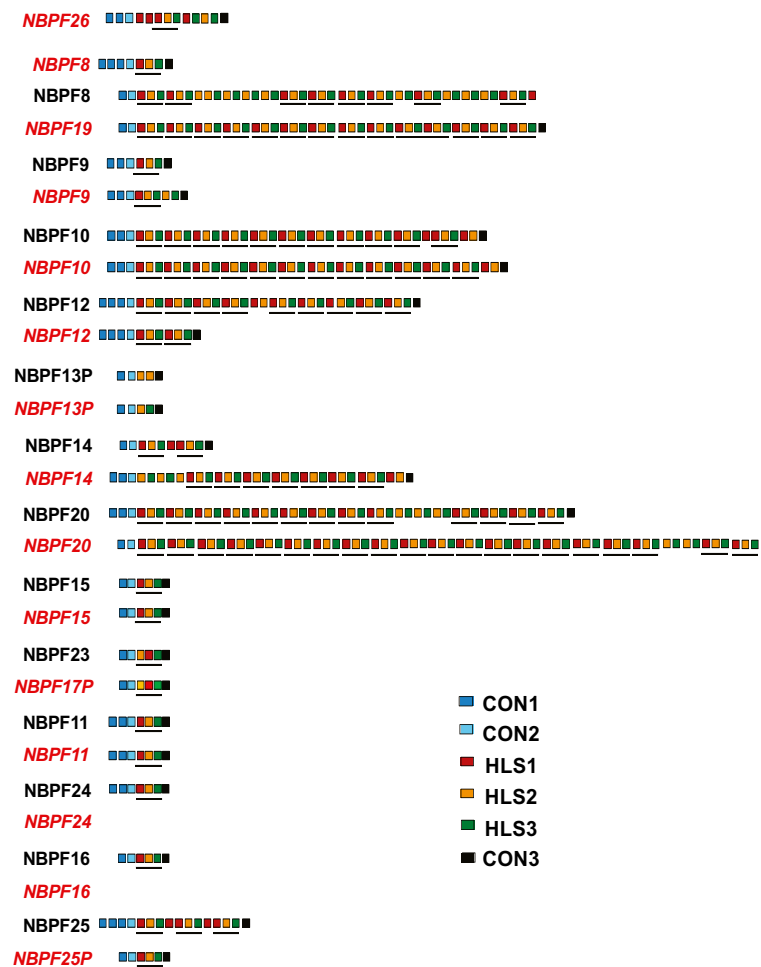 NBPF26
NBPF8
NBPF8
NBPF19
NBPF9
NBPF9
NBPF10
NBPF10
NBPF12
NBPF12
NBPF13P
NBPF13P
NBPF14
NBPF14
NBPF20
NBPF20
NBPF15
NBPF15
NBPF23
NBPF17P
NBPF11
NBPF11
NBPF24
NBPF24
NBPF16
NBPF16
NBPF25
NBPF25P
CON1
CON2
HLS1
HLS2
HLS3
CON3